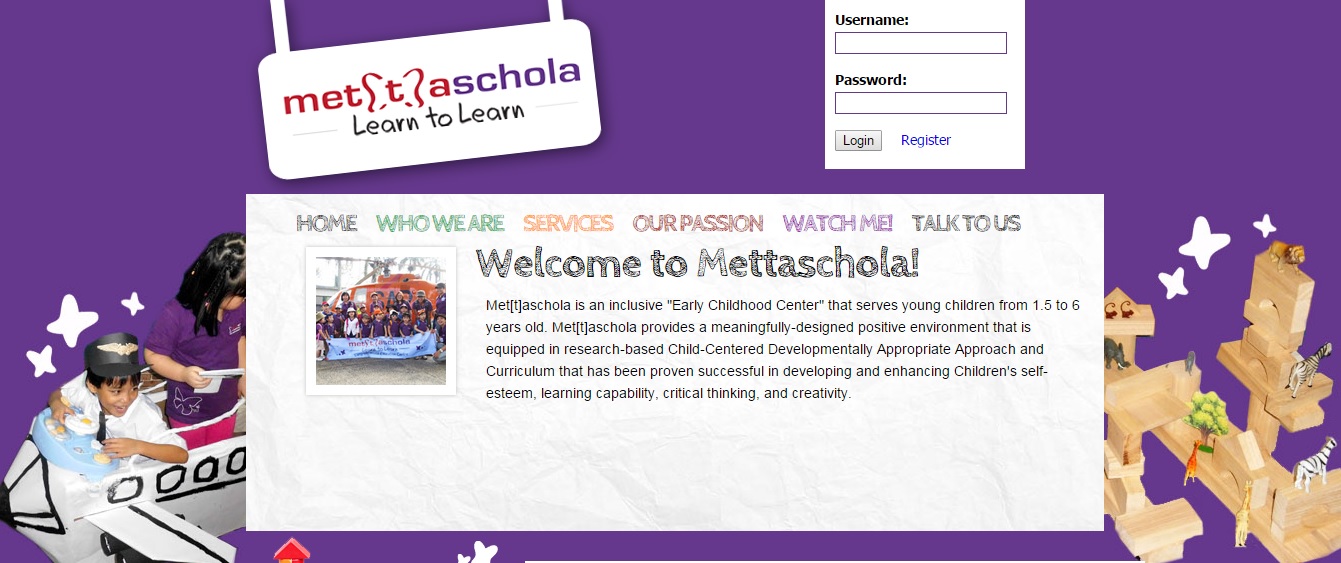 met[t]aschola
Learn to Learn
Username:
Password:
Login Register
HOME WHO WE ARE SERVICES OUR PASSION WATCH ME! TALK TO US
Welcome to Mettaschola!
met[t]aschola
Met[t]aschola is an inclusive "Early Childhood Center" that serves young children from 1.5 to 6
years old. Met[t]aschola provides a meaningfully-designed positive environment that is
equipped in research-based Child-Centered Developmentally Appropriate Approach and
Curriculum that has been proven successful in developing and enhancing Children's self-
esteem, learning capability, critical thinking, and creativity.